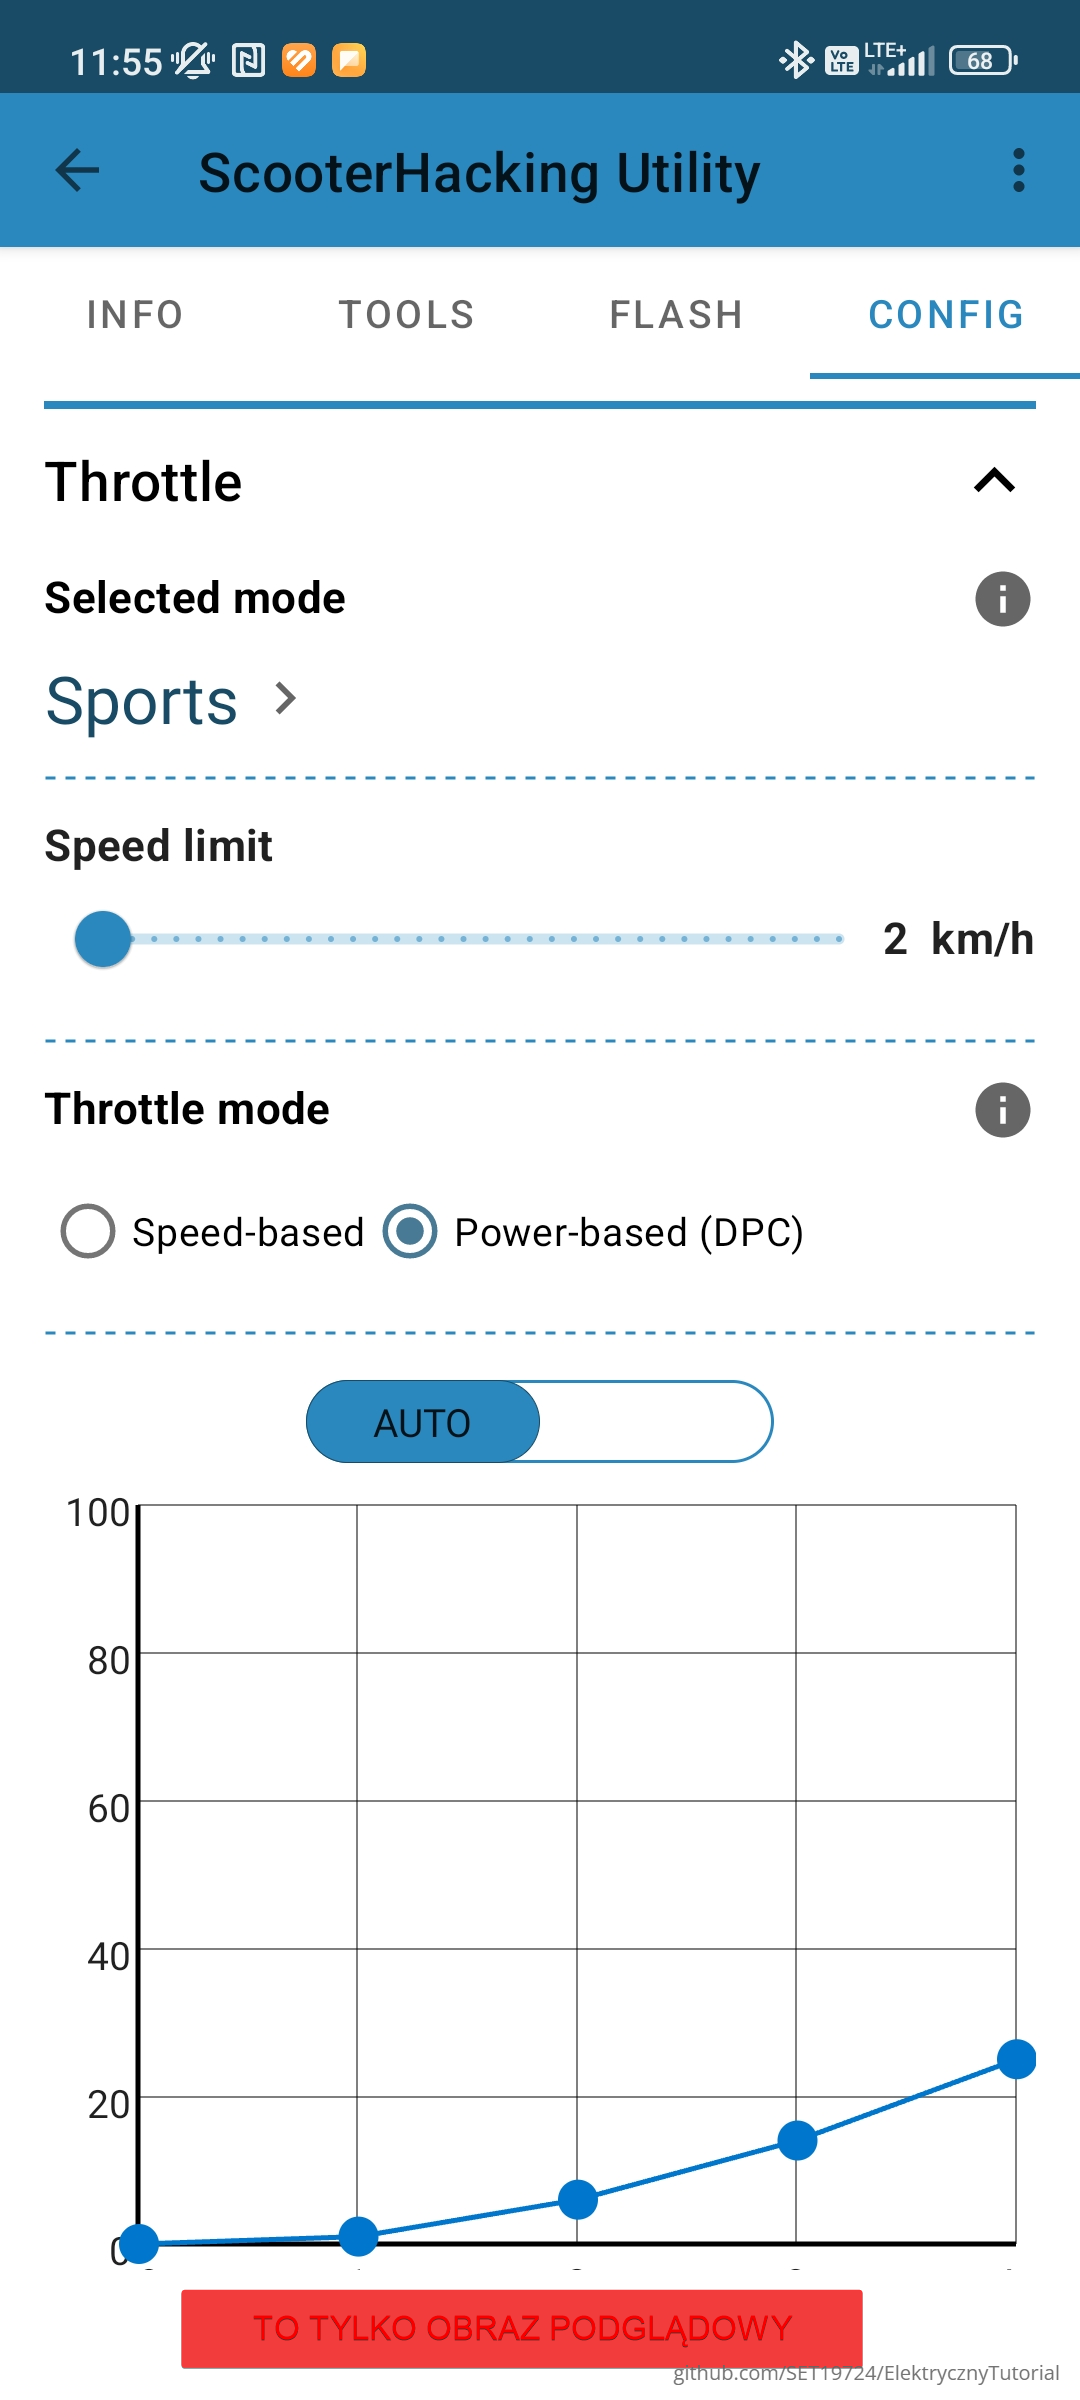 11:55
Vo LTE LTE+ 68
ScooterHacking Utility
INFO TOOLS FLASH CONFIG
Throttle
Selected mode
Sports
Speed limit
2 km/h
Throttle mode
Speed-based Power-based (DPC)
AUTO
100
80
60
40
20
0
TO TYLKO OBRAZ PODGLĄDOWY
github.com/SET19724/ElektrycznyTutorial